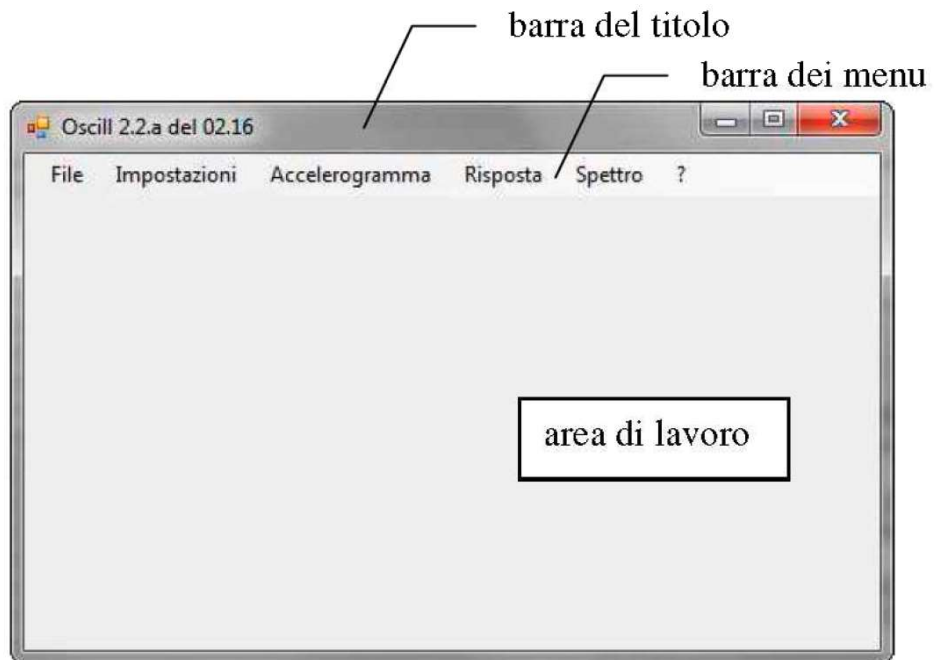 barra del titolo
barra dei menu
Oscill 2.2.a del 02.16
File Impostazioni Accelerogramma Risposta Spettro ?
area di lavoro